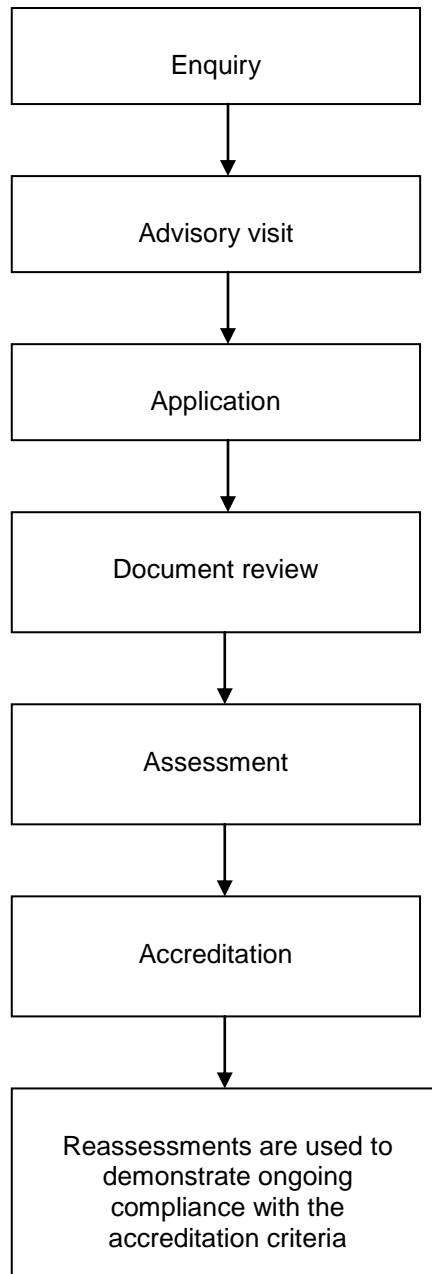 Enquiry
Advisory visit
Application
Document review
Assessment
Accreditation
Reassessments are used to
demonstrate ongoing
compliance with the
accreditation criteria